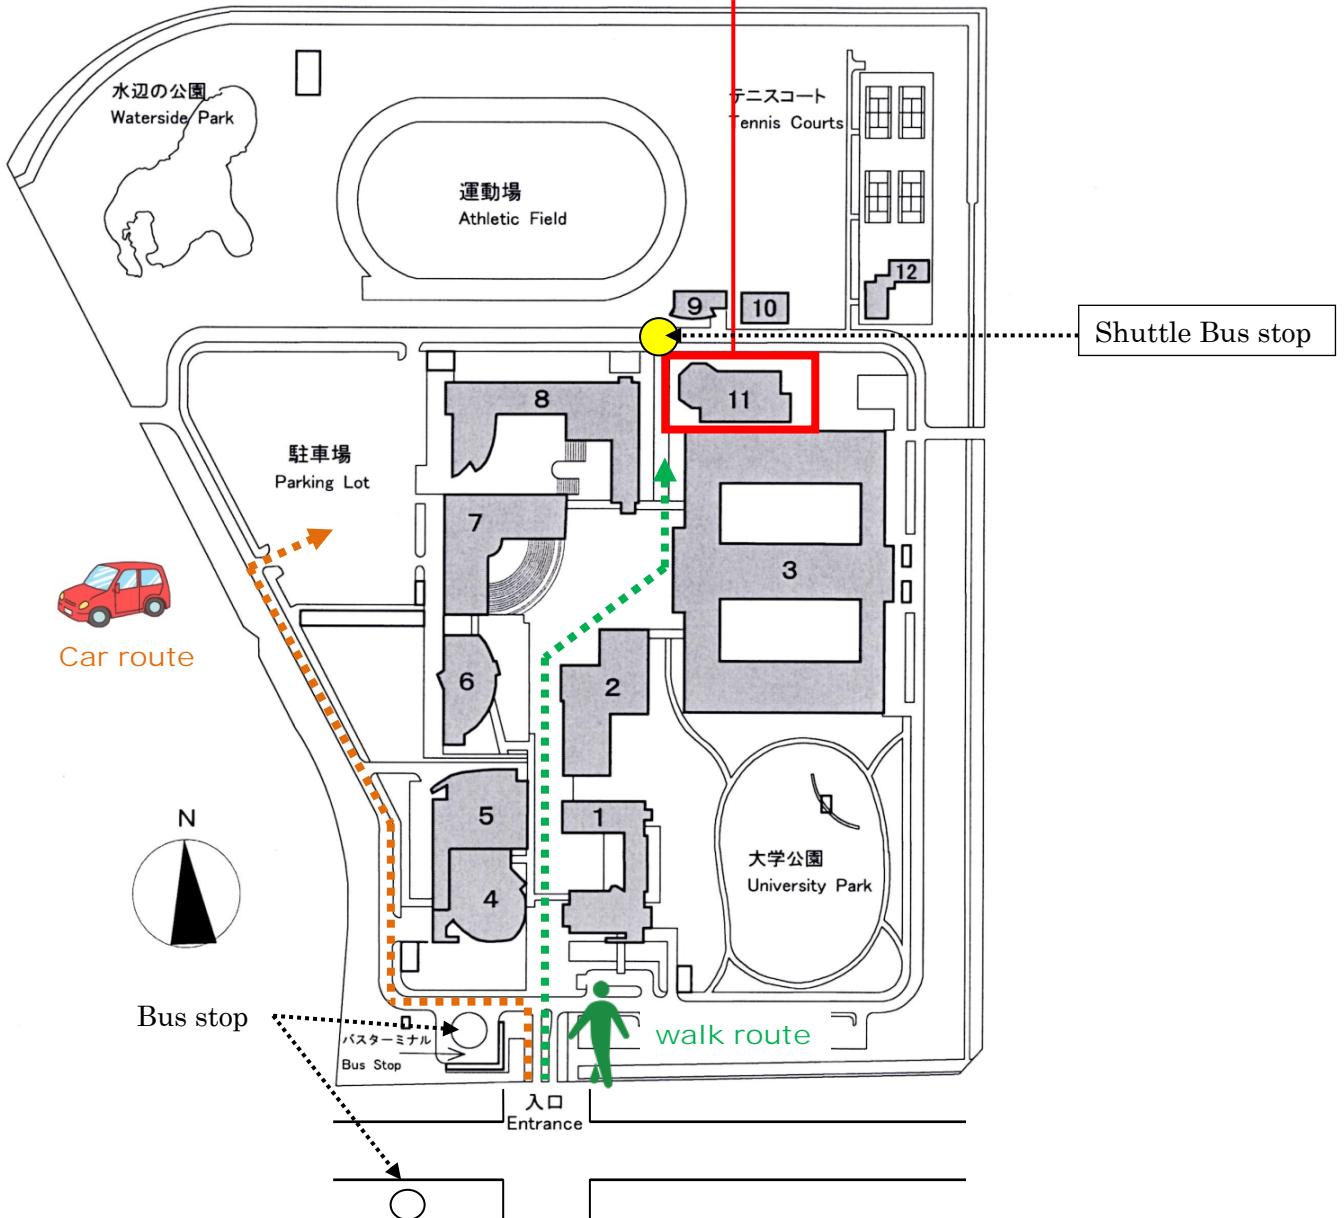 水辺の公園
Waterside Park
テニスコート
Tennis Courts
運動場
Athletic Field
12
9
10
Shuttle Bus stop
8
11
駐車場
Parking Lot
7
3
Car route
6
2
N
5
1
大学公園
University Park
4
Bus stop
バスターミナル
Bus Stop
walk route
入口
Entrance